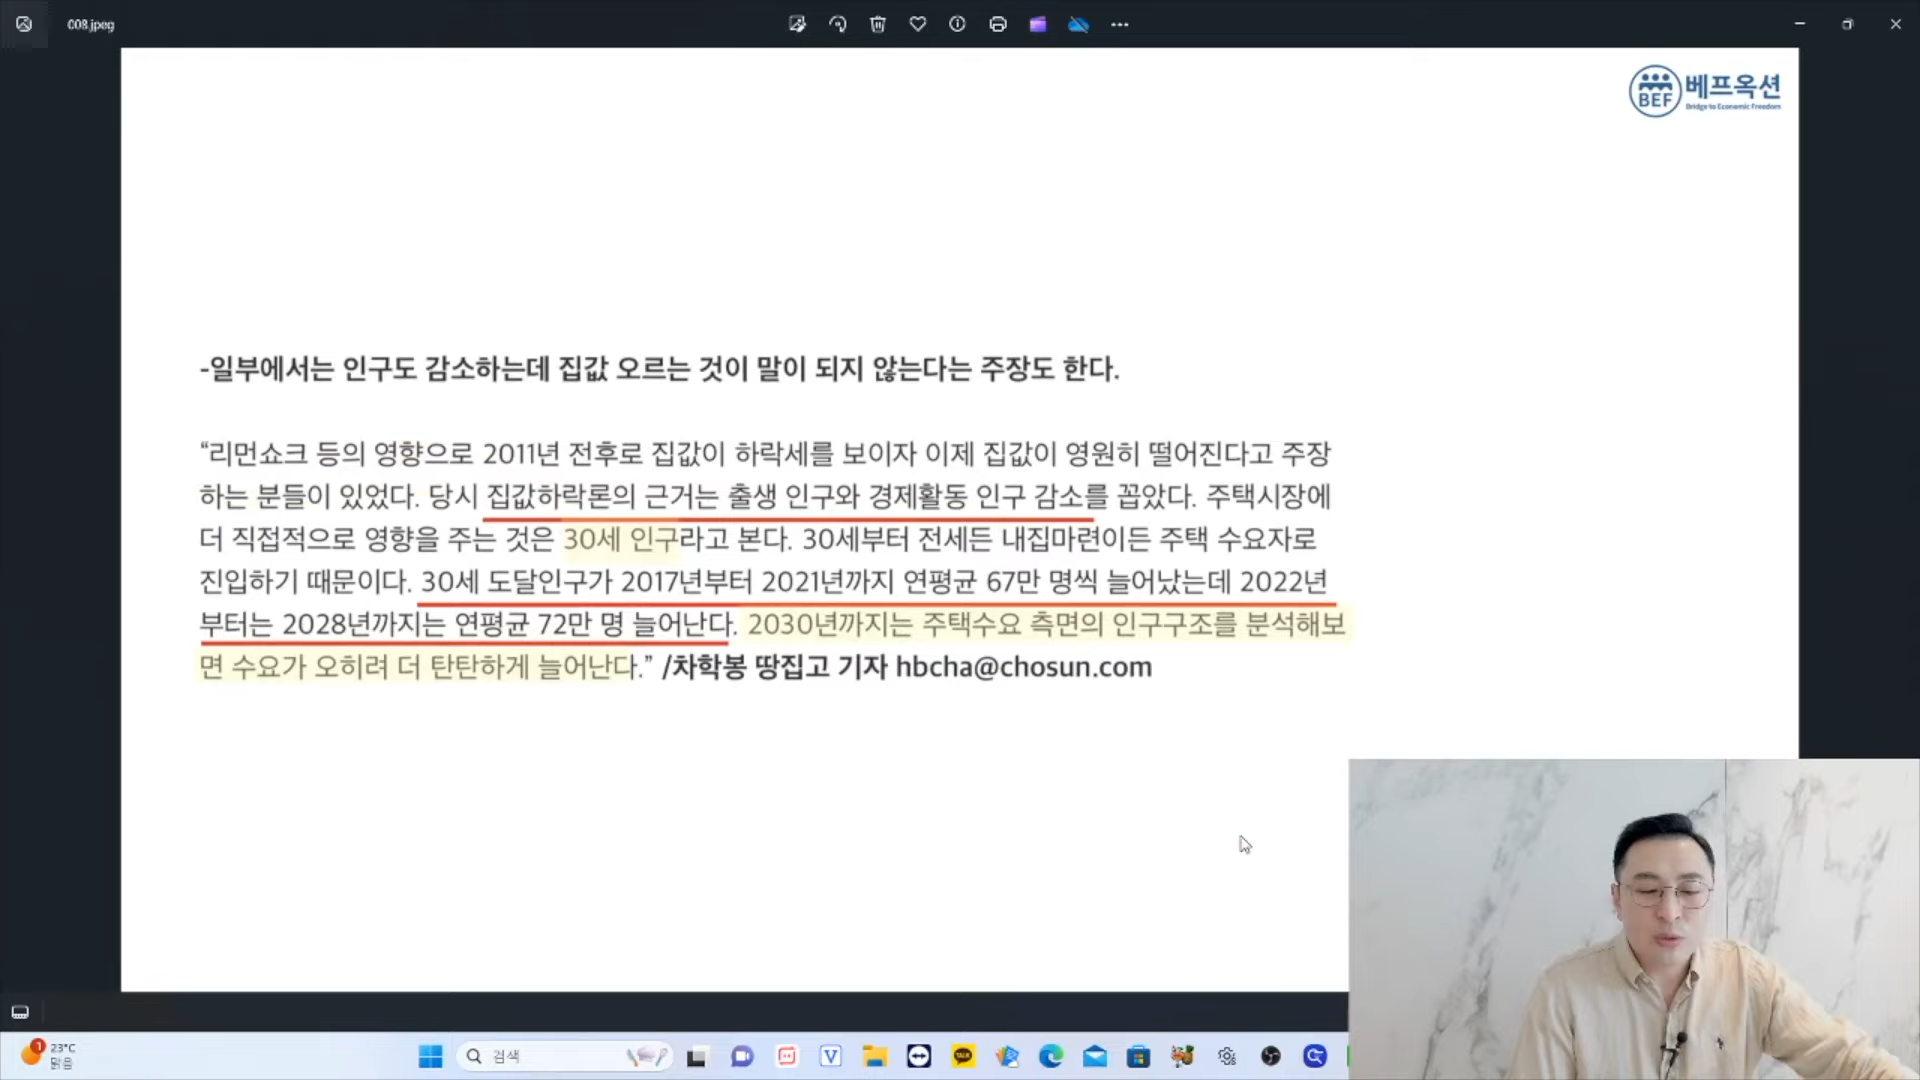 008.jpeg
BEF
베프옥션
Bridge to Economic Freedom
-일부에서는 인구도 감소하는데 집값 오르는 것이 말이 되지 않는다는 주장도 한다.
“리먼쇼크 등의 영향으로 2011년 전후로 집값이 하락세를 보이자 이제 집값이 영원히 떨어진다고 주장
하는 분들이 있었다. 당시 집값하락론의 근거는 출생 인구와 경제활동 인구 감소를 꼽았다. 주택시장에
더 직접적으로 영향을 주는 것은 30세 인구라고 본다. 30세부터 전세든 내집마련이든 주택 수요자로
진입하기 때문이다. 30세 도달인구가 2017년부터 2021년까지 연평균 67만 명씩 늘어났는데 2022년
부터는 2028년까지는 연평균 72만 명 늘어난다. 2030년까지는 주택수요 측면의 인구구조를 분석해보
면 수요가 오히려 더 탄탄하게 늘어난다.” /차학봉 땅집고 기자 hbcha@chosun.com
1
23°C
맑음
검색
V
TALK